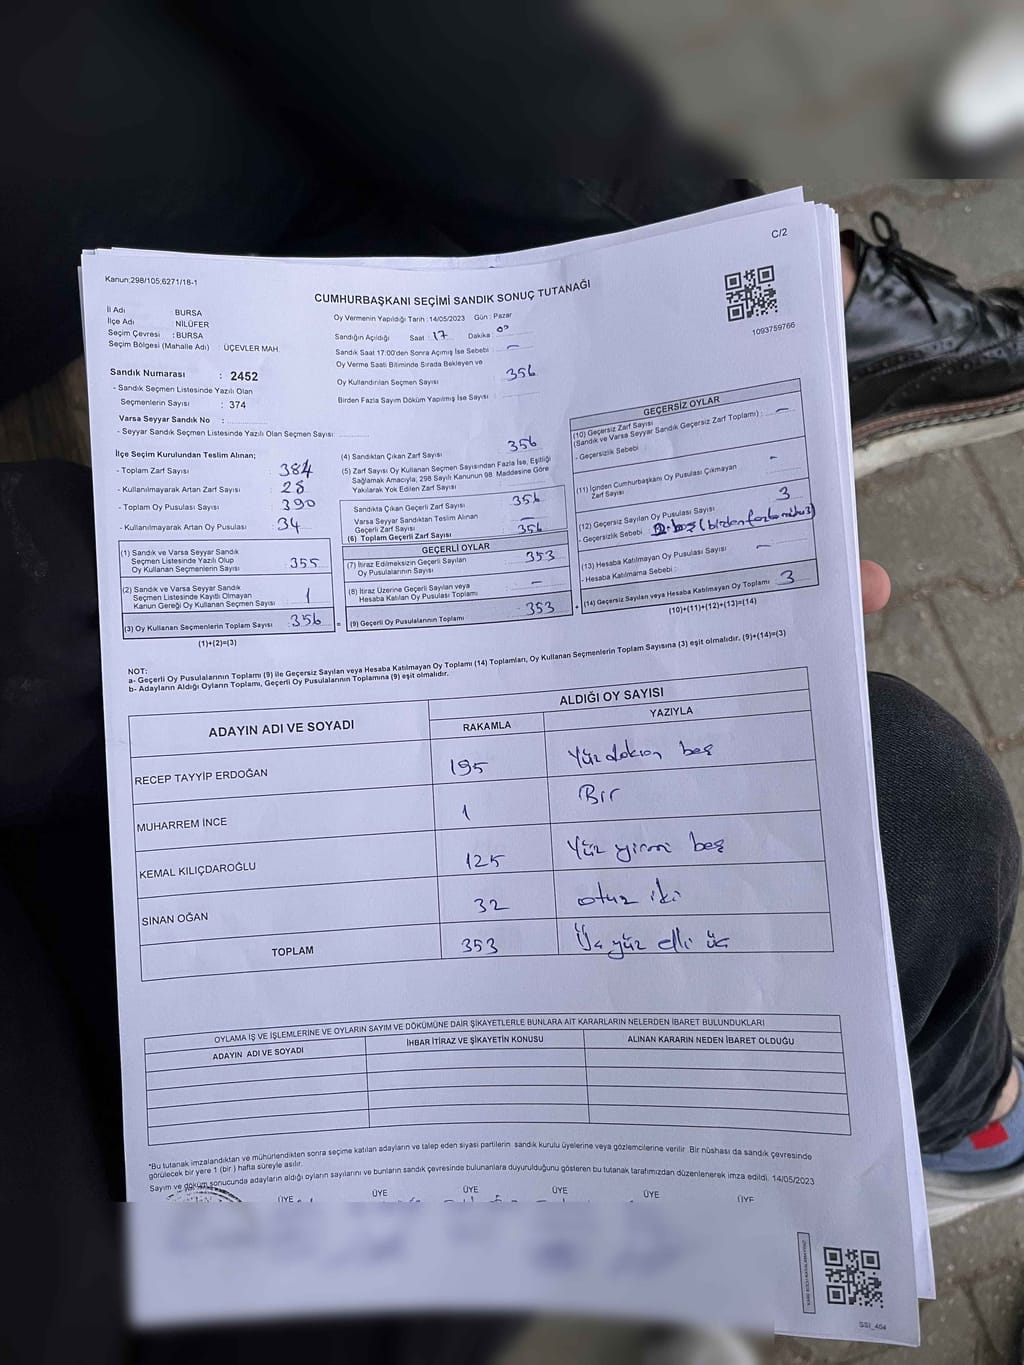 C/2
Kanun:298/105;6271/18-1
CUMHURBAŞKANI SEÇİMİ SANDIK SONUÇ TUTANAĞI
1093759766
İl Adı : BURSA
İlçe Adı : NİLÜFER
Seçim Çevresi : BURSA
Seçim Bölgesi (Mahalle Adı) : ÜÇEVLER MAH.
Sandık Numarası : 2452
- Sandık Seçmen Listesinde Yazılı Olan
Seçmenlerin Sayısı : 374
Varsa Seyyar Sandık No :
- Seyyar Sandık Seçmen Listesinde Yazılı Olan Seçmen Sayısı:
Oy Vermenin Yapıldığı Tarih :14/05/2023 Gün : Pazar
Sandığın Açıldığı Saat : 17 Dakika : 00
Sandık Saat 17:00'den Sonra Açılmış İse Sebebi : –
Oy Verme Saati Bitiminde Sırada Bekleyen ve
Oy Kullandırılan Seçmen Sayısı 356
Birden Fazla Sayım Döküm Yapılmış İse Sayısı :
İlçe Seçim Kurulundan Teslim Alınan;
- Toplam Zarf Sayısı : 384
- Kullanılmayarak Artan Zarf Sayısı : 28
- Toplam Oy Pusulası Sayısı : 390
- Kullanılmayarak Artan Oy Pusulası : 34
(1) Sandık ve Varsa Seyyar Sandık
Seçmen Listesinde Yazılı Olup
Oy Kullanan Seçmenlerin Sayısı : 355
(2) Sandık ve Varsa Seyyar Sandık
Seçmen Listesinde Kayıtlı Olmayan
Kanun Gereği Oy Kullanan Seçmen Sayısı : 1
(3) Oy Kullanan Seçmenlerin Toplam Sayısı : 356
(1)+(2)=(3)
(4) Sandıktan Çıkan Zarf Sayısı : 356
(5) Zarf Sayısı Oy Kullanan Seçmen Sayısından Fazla İse, Eşitliği
Sağlamak Amacıyla; 298 Sayılı Kanunun 98. Maddesine Göre
Yakılarak Yok Edilen Zarf Sayısı
Sandıkta Çıkan Geçerli Zarf Sayısı : 356
Varsa Seyyar Sandıktan Teslim Alınan
Geçerli Zarf Sayısı : –
(6) Toplam Geçerli Zarf Sayısı : 356
GEÇERLİ OYLAR
(7) İtiraz Edilmeksizin Geçerli Sayılan
Oy Pusulalarının Sayısı : 353
(8) İtiraz Üzerine Geçerli Sayılan veya
Hesaba Katılan Oy Pusulası Toplamı : –
(9) Geçerli Oy Pusulalarının Toplamı : 353
GEÇERSİZ OYLAR
(10) Geçersiz Zarf Sayısı
(Sandık ve Varsa Seyyar Sandık Geçersiz Zarf Toplamı) : –
- Geçersizlik Sebebi :
(11) İçinden Cumhurbaşkanı Oy Pusulası Çıkmayan
Zarf Sayısı : –
(12) Geçersiz Sayılan Oy Pusulası Sayısı : 3
- Geçersizlik Sebebi :
(13) Hesaba Katılmayan Oy Pusulası Sayısı : –
- Hesaba Katılmama Sebebi :
(14) Geçersiz Sayılan veya Hesaba Katılmayan Oy Toplamı : 3
(10)+(11)+(12)+(13)=(14)
NOT:
a- Geçerli Oy Pusulalarının Toplamı (9) ile Geçersiz Sayılan veya Hesaba Katılmayan Oy Toplamı (14) Toplamları, Oy Kullanan Seçmenlerin Toplam Sayısına (3) eşit olmalıdır. (9)+(14)=(3)
b- Adayların Aldığı Oyların Toplamı, Geçerli Oy Pusulalarının Toplamına (9) eşit olmalıdır.
ADAYIN ADI VE SOYADI
ALDIĞI OY SAYISI
RAKAMLA YAZIYLA
RECEP TAYYİP ERDOĞAN 195 Yüz doksan beş
MUHARREM İNCE 1 Bir
KEMAL KILIÇDAROĞLU 125 Yüz yirmi beş
SİNAN OĞAN 32 otuz iki
TOPLAM 353 Üç yüz elli üç
OYLAMA İŞ VE İŞLEMLERİNE VE OYLARIN SAYIM VE DÖKÜMÜNE DAİR ŞİKAYETLERLE BUNLARA AİT KARARLARIN NELERDEN İBARET BULUNDUKLARI
ADAYIN ADI VE SOYADI İHBAR İTİRAZ VE ŞİKAYETİN KONUSU ALINAN KARARIN NEDEN İBARET OLDUĞU
*Bu tutanak imzalandıktan ve mühürlendikten sonra seçime katılan adayların ve talep eden siyasi partilerin sandık kurulu üyelerine veya gözlemcilerine verilir. Bir nüshası da sandık çevresinde
görülecek bir yere 1 (bir) hafta süreyle asılır.
Sayım ve döküm sonucunda adayların aldığı oyların sayılarını ve bunların sandık çevresinde bulunanlara duyurulduğunu gösteren bu tutanak tarafımızdan düzenlenerek imza edildi. 14/05/2023
ÜYE ÜYE ÜYE ÜYE ÜYE ÜYE
SSI_464